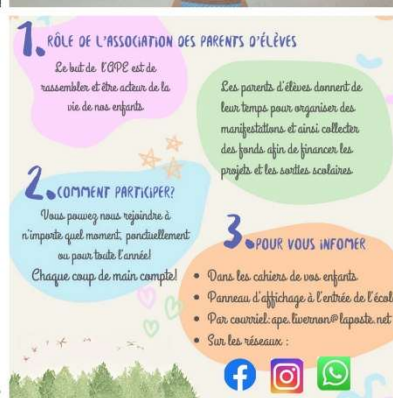 1. RÔLE DE L'ASSOCIATION DES PARENTS D'ÉLÈVES
Le but de l'APE est de
rassembler et être acteur de la
vie de nos enfants
Les parents d'élèves donnent de
leur temps pour organiser des
manifestations et ainsi collecter
des fonds afin de financer les
projets et les sorties scolaires
2. COMMENT PARTICIPER?
Vous pouvez nous rejoindre à
n'importe quel moment, ponctuellement
ou pour toute l'année!
Chaque coup de main compte!
3. POUR VOUS INFOMER
• Dans les cahiers de vos enfants
• Panneau d'affichage à l'entrée de l'écol
• Par courriel: ape.livernon@laposte.net
• Sur les réseaux :